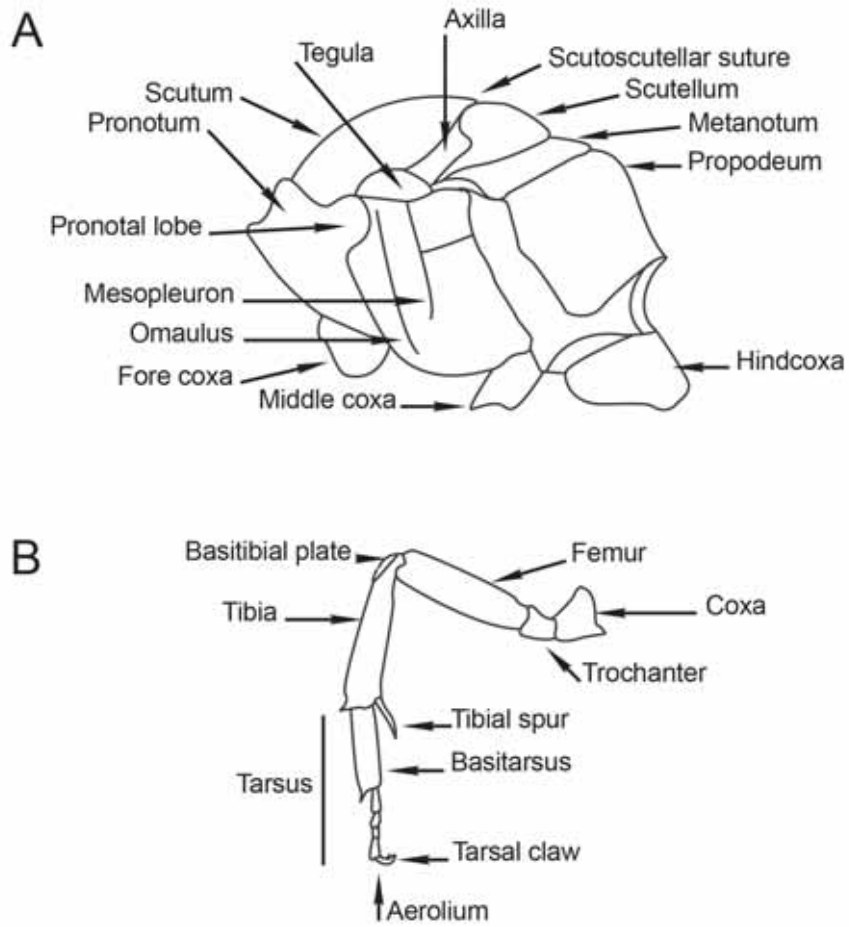 A
Axilla
Tegula
Scutoscutellar suture
Scutum
Scutellum
Pronotum
Metanotum
Propodeum
Pronotal lobe
Mesopleuron
Omaulus
Fore coxa
Hindcoxa
Middle coxa
B
Basitibial plate
Femur
Tibia
Coxa
Trochanter
Tibial spur
Basitarsus
Tarsus
Tarsal claw
Aerolium